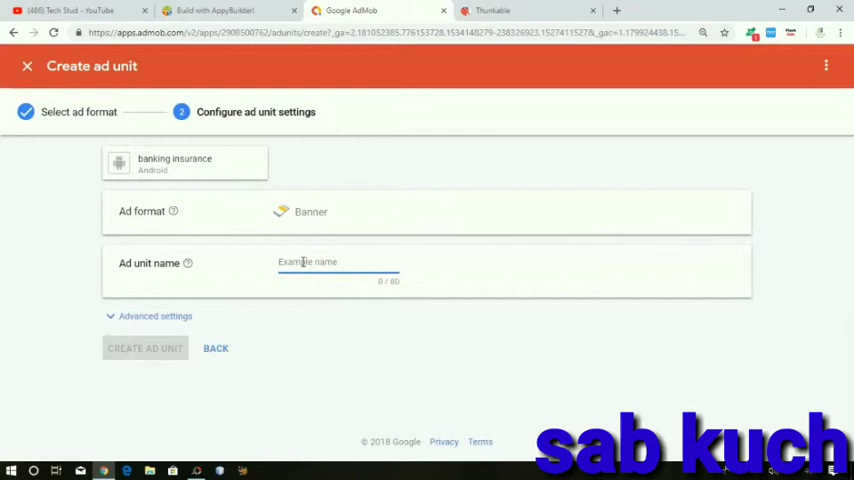 (486) Tech Stud - YouTube
Build with AppyBuilder!
Google AdMob
Thunkable
https://apps.admob.com/v2/apps/2908500762/adunits/create?_ga=2.181052385.776153728.1534148279-238326923.1527411527&_gac=1.179924438.15...
Create ad unit
Select ad format
2
Configure ad unit settings
banking insurance
Android
Ad format
Banner
Ad unit name
Example name
0 / 80
Advanced settings
CREATE AD UNIT
BACK
© 2018 Google
Privacy
Terms
sab kuch